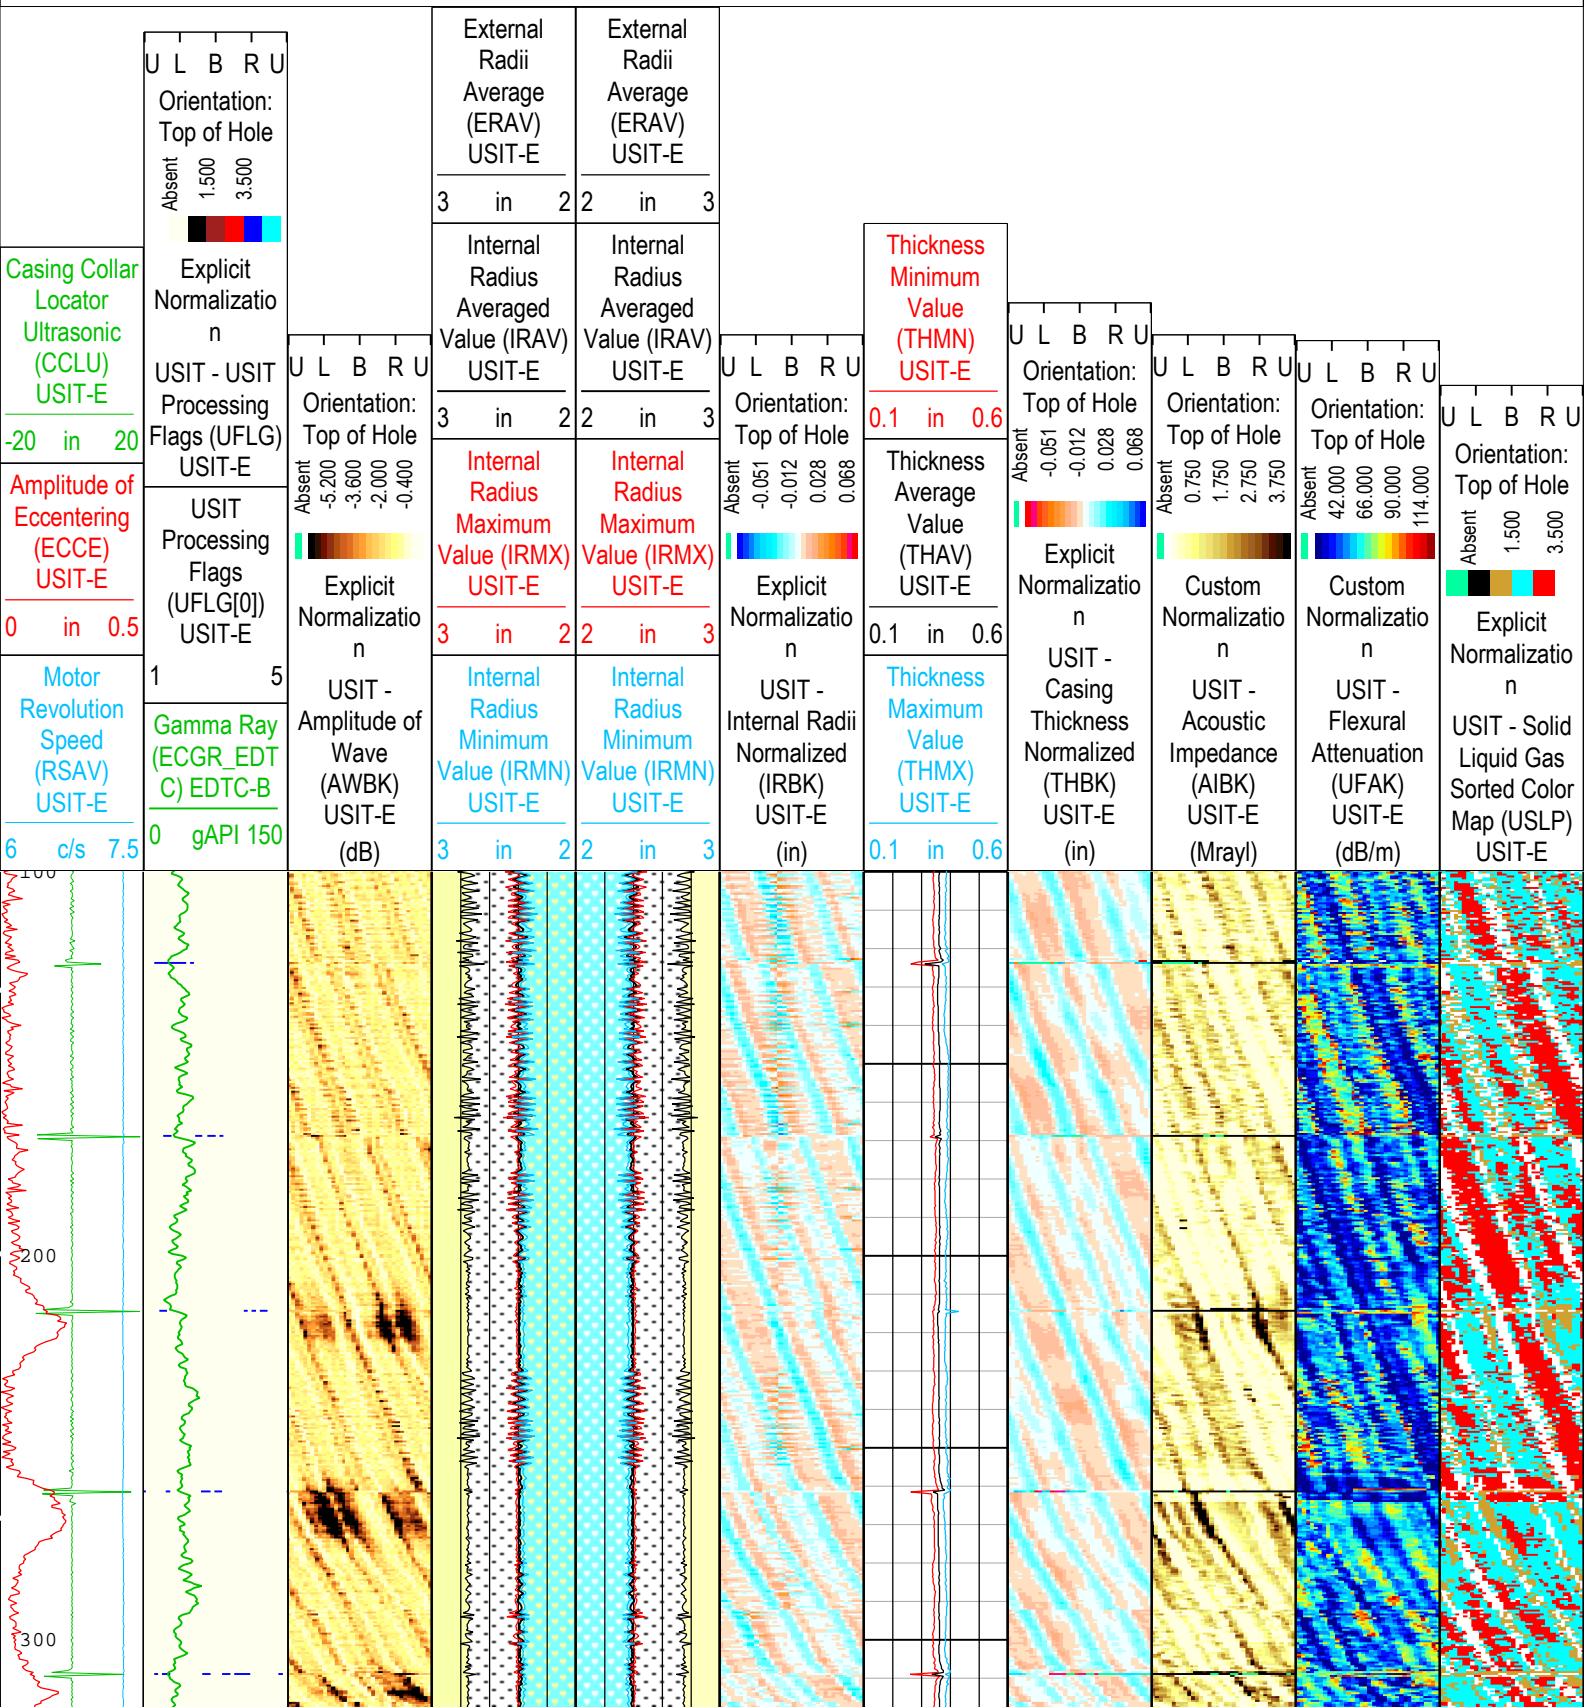 Casing Collar
Locator
Ultrasonic
(CCLU)
USIT-E
-20 in 20
Amplitude of
Eccentering
(ECCE)
USIT-E
0 in 0.5
Motor
Revolution
Speed
(RSAV)
USIT-E
6 c/s 7.5
U L B R U
Orientation:
Top of Hole
Absent 1.500 3.500
Explicit
Normalizatio
n
USIT - USIT
Processing
Flags (UFLG)
USIT-E
USIT
Processing
Flags
(UFLG[0])
USIT-E
1 5
Gamma Ray
(ECGR_EDT
C) EDTC-B
0 gAPI 150
U L B R U
Orientation:
Top of Hole
Absent -5.200 -3.600 -2.000 -0.400
Explicit
Normalizatio
n
USIT -
Amplitude of
Wave
(AWBK)
USIT-E
(dB)
External
Radii
Average
(ERAV)
USIT-E
3 in 2
Internal
Radius
Averaged
Value (IRAV)
USIT-E
3 in 2
Internal
Radius
Maximum
Value (IRMX)
USIT-E
3 in 2
Internal
Radius
Minimum
Value (IRMN)
USIT-E
3 in 2
External
Radii
Average
(ERAV)
USIT-E
2 in 3
Internal
Radius
Averaged
Value (IRAV)
USIT-E
2 in 3
Internal
Radius
Maximum
Value (IRMX)
USIT-E
2 in 3
Internal
Radius
Minimum
Value (IRMN)
USIT-E
2 in 3
U L B R U
Orientation:
Top of Hole
Absent -0.051 -0.012 0.028 0.068
Explicit
Normalizatio
n
USIT -
Internal Radii
Normalized
(IRBK)
USIT-E
(in)
Thickness
Minimum
Value
(THMN)
USIT-E
0.1 in 0.6
Thickness
Average
Value
(THAV)
USIT-E
0.1 in 0.6
Thickness
Maximum
Value
(THMX)
USIT-E
0.1 in 0.6
U L B R U
Orientation:
Top of Hole
Absent -0.051 -0.012 0.028 0.068
Explicit
Normalizatio
n
USIT -
Casing
Thickness
Normalized
(THBK)
USIT-E
(in)
U L B R U
Orientation:
Top of Hole
Absent 0.750 1.750 2.750 3.750
Custom
Normalizatio
n
USIT -
Acoustic
Impedance
(AIBK)
USIT-E
(Mrayl)
U L B R U
Orientation:
Top of Hole
Absent 42.000 66.000 90.000 114.000
Custom
Normalizatio
n
USIT -
Flexural
Attenuation
(UFAK)
USIT-E
(dB/m)
U L B R U
Orientation:
Top of Hole
Absent 1.500 3.500
Explicit
Normalizatio
n
USIT - Solid
Liquid Gas
Sorted Color
Map (USLP)
USIT-E
100
200
300